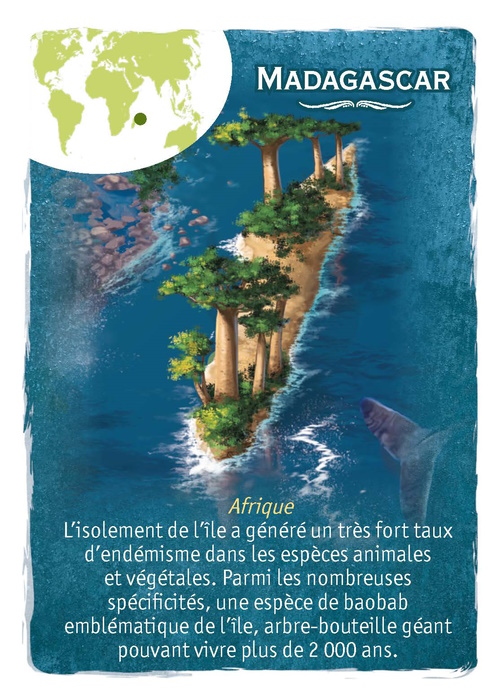 MADAGASCAR
Afrique
L'isolement de l'île a généré un très fort taux
d'endémisme dans les espèces animales
et végétales. Parmi les nombreuses
spécificités, une espèce de baobab
emblématique de l'île, arbre-bouteille géant
pouvant vivre plus de 2 000 ans.